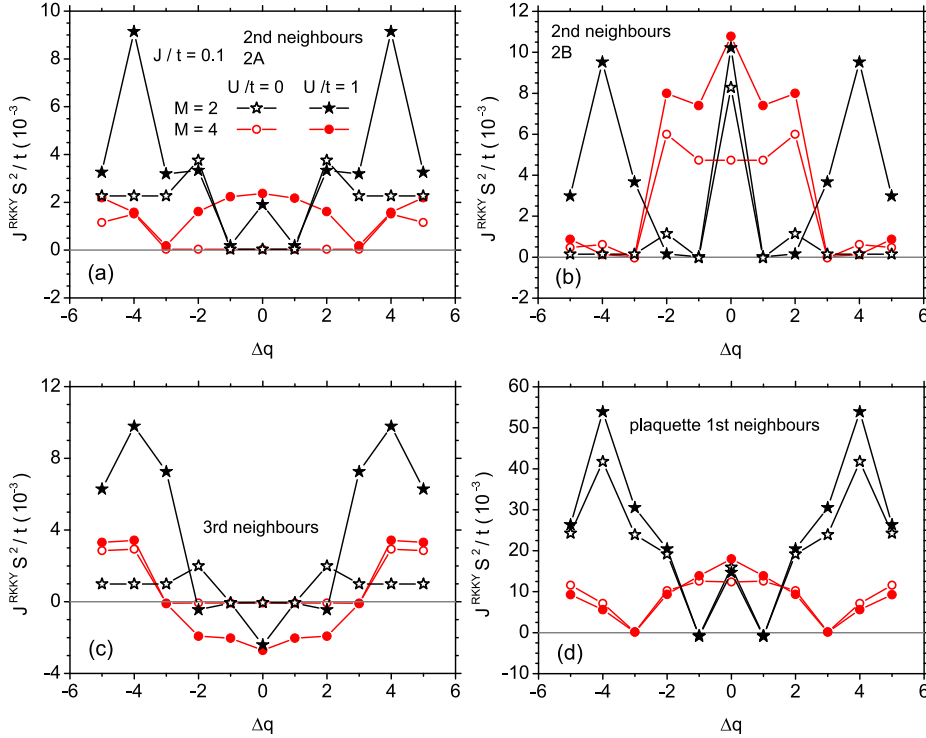 10
8
6
4
2
0
-2
J^RKKY S^2 / t ( 10^-3 )
J / t = 0.1
2nd neighbours
2A
U /t = 0 U /t = 1
M = 2
M = 4
(a)
-6 -4 -2 0 2 4 6
Δq
12
10
8
6
4
2
0
-2
J^RKKY S^2 / t ( 10^-3 )
2nd neighbours
2B
(b)
-6 -4 -2 0 2 4 6
Δq
12
8
4
0
-4
J^RKKY S^2 / t ( 10^-3 )
3rd neighbours
(c)
-6 -4 -2 0 2 4 6
Δq
60
50
40
30
20
10
0
-10
J^RKKY S^2 / t ( 10^-3 )
plaquette 1st neighbours
(d)
-6 -4 -2 0 2 4 6
Δq